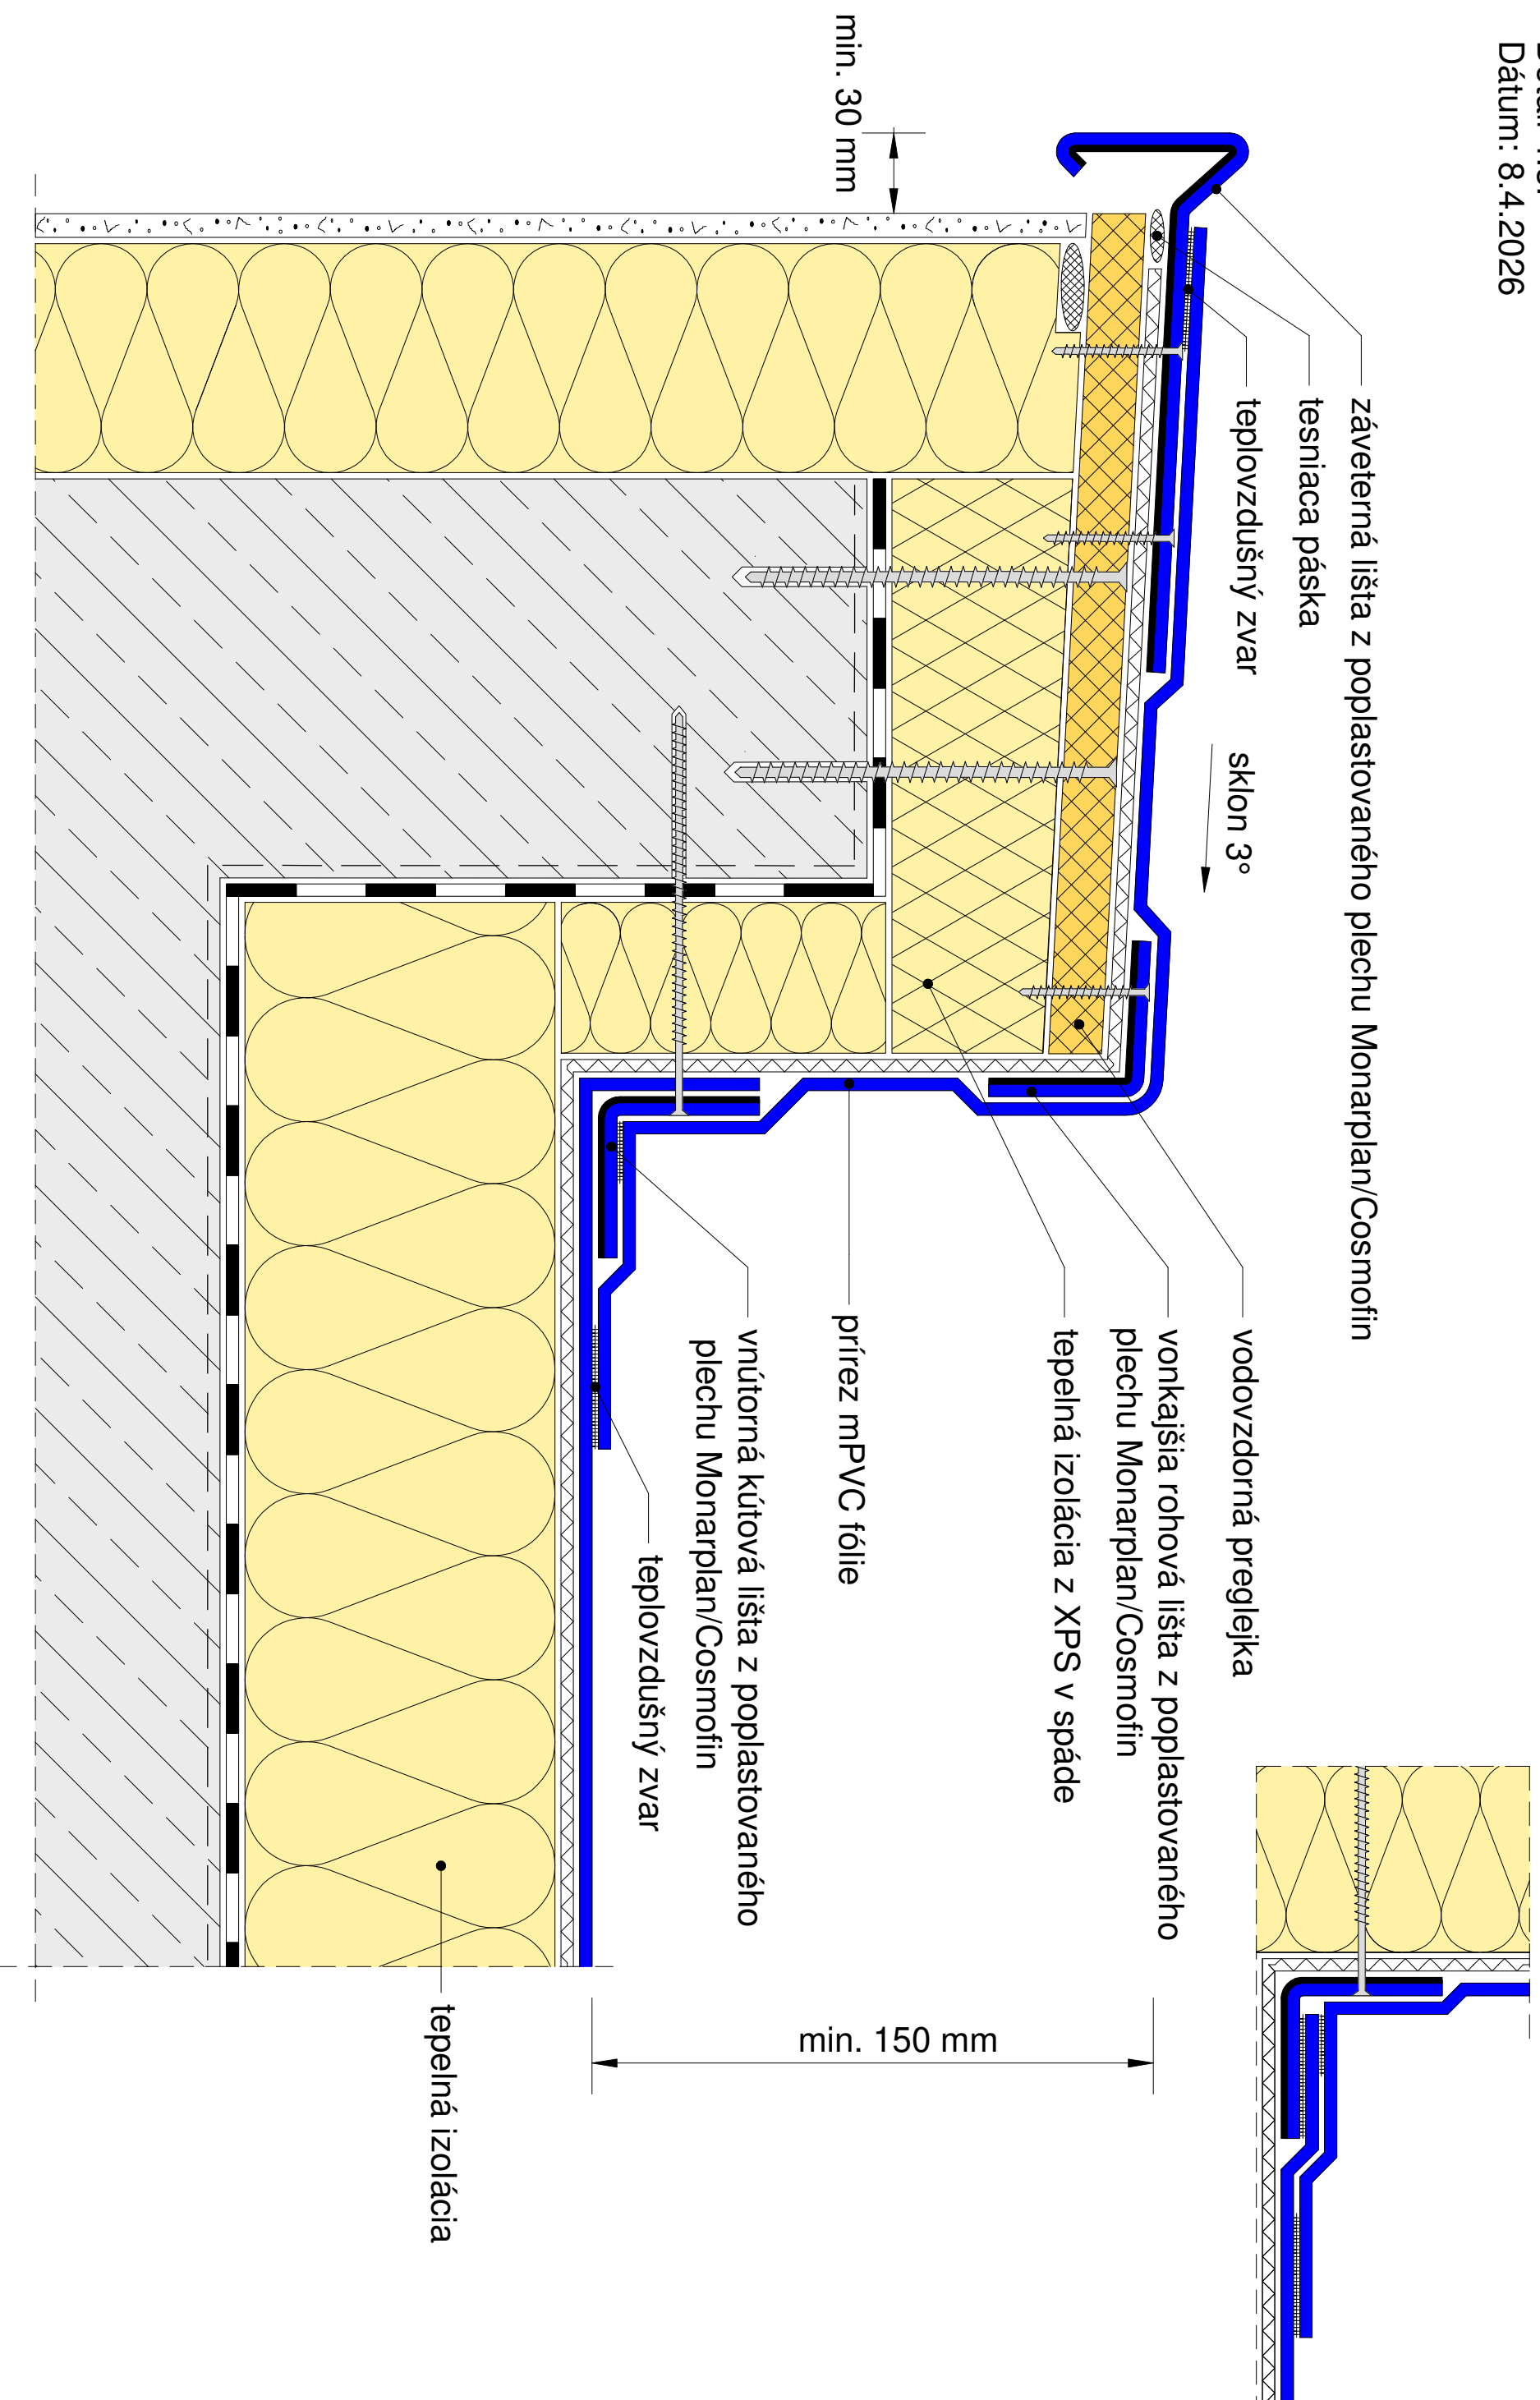 Dátum: 8.4.2026
záveterná lišta z poplastovaného plechu Monarplan/Cosmofin
tesniaca páska
teplovzdušný zvar
sklon 3°
min. 30 mm
vodovzdorná preglejka
vonkajšia rohová lišta z poplastovaného
plechu Monarplan/Cosmofin
tepelná izolácia z XPS v spáde
prírez mPVC fólie
vnútorná kútová lišta z poplastovaného
plechu Monarplan/Cosmofin
teplovzdušný zvar
min. 150 mm
tepelná izolácia